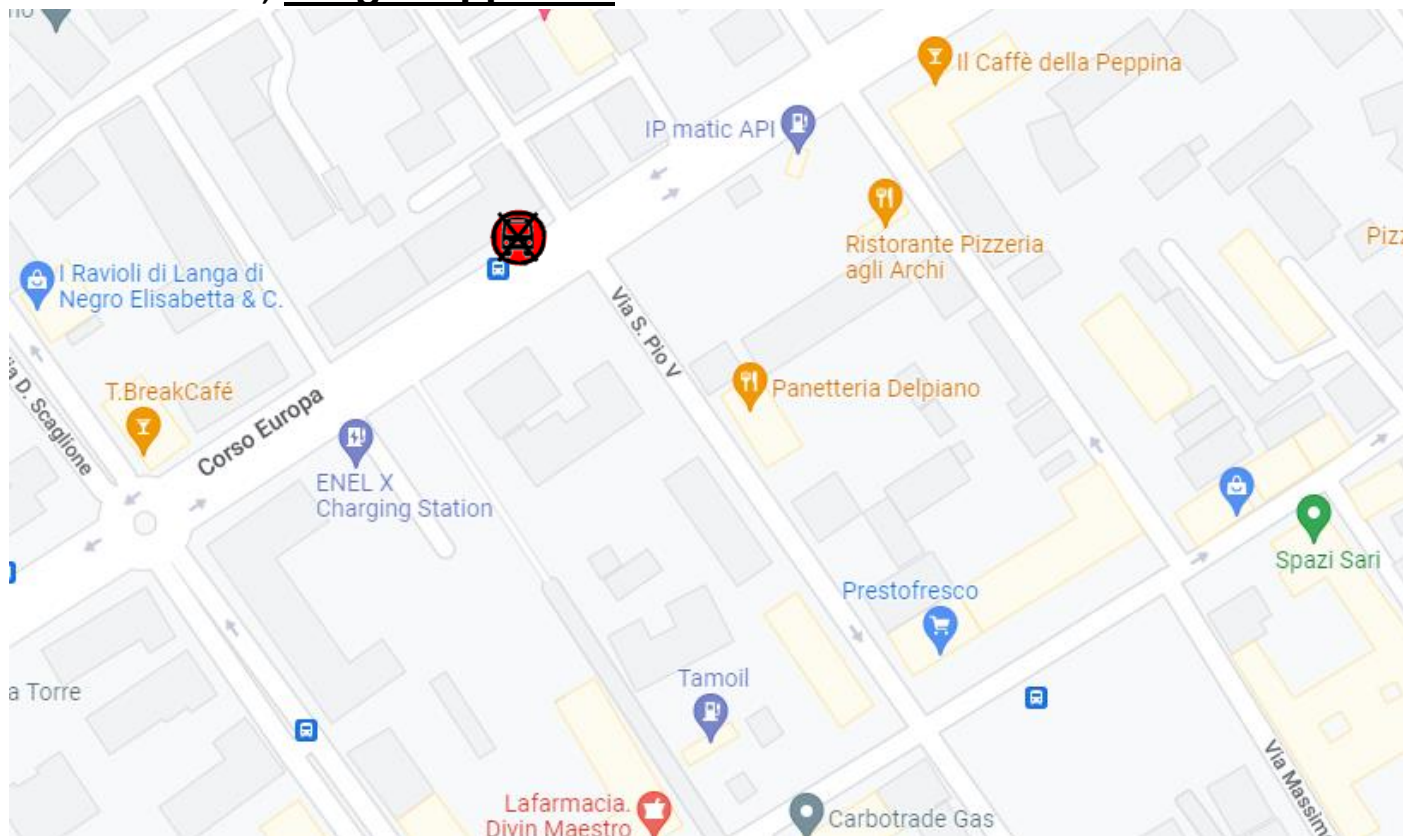 Il Caffè della Peppina
IP matic API
Ristorante Pizzeria
agli Archi
Pizz
I Ravioli di Langa di
Negro Elisabetta & C.
Via S. Pio V
T.BreakCafé
Panetteria Delpiano
Corso Europa
ia D. Scaglione
ENEL X
Charging Station
Spazi Sari
Prestofresco
a Torre
Tamoil
Via Massim
Lafarmacia.
Divin Maestro
Carbotrade Gas